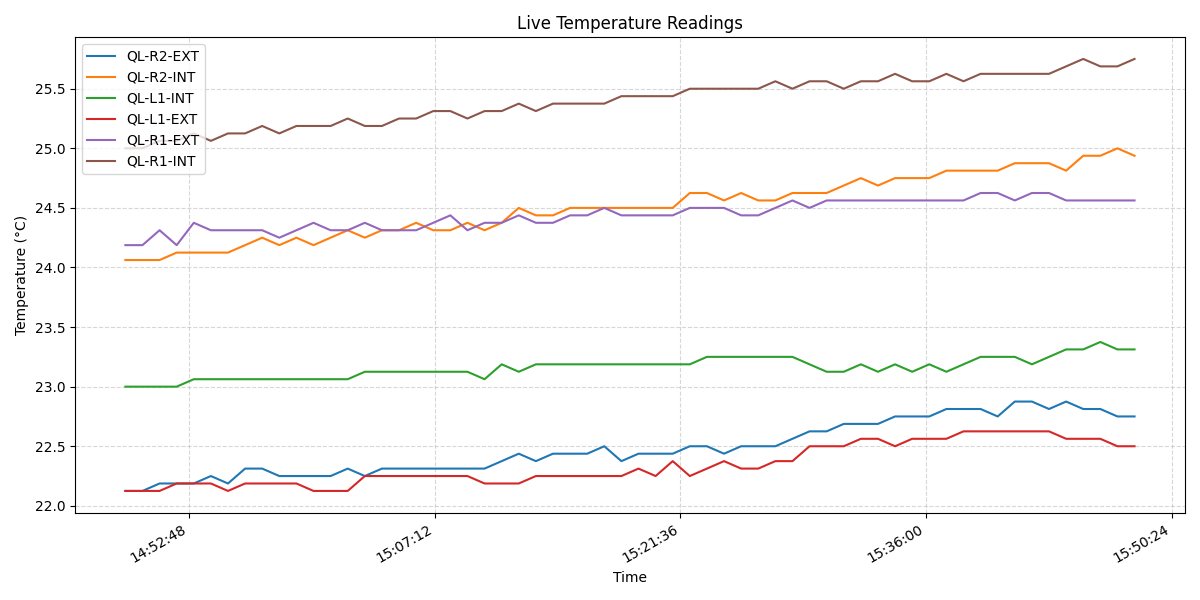 Live Temperature Readings
QL-R2-EXT
QL-R2-INT
QL-L1-INT
QL-L1-EXT
QL-R1-EXT
QL-R1-INT
Temperature (°C)
25.5
25.0
24.5
24.0
23.5
23.0
22.5
22.0
14:52:48
15:07:12
15:21:36
15:36:00
15:50:24
Time